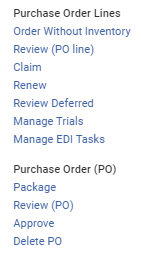 Purchase Order Lines
Order Without Inventory
Review (PO line)
Claim
Renew
Review Deferred
Manage Trials
Manage EDI Tasks
Purchase Order (PO)
Package
Review (PO)
Approve
Delete PO